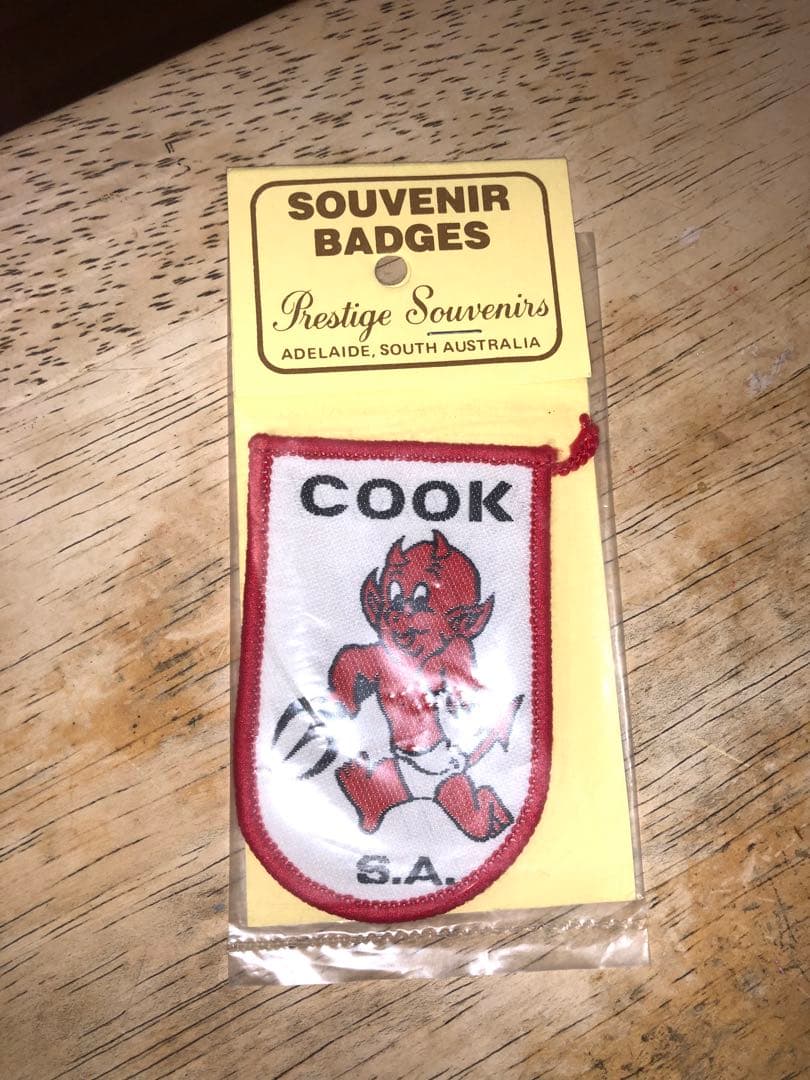 SOUVENIR
BADGES
Prestige Souvenirs
ADELAIDE, SOUTH AUSTRALIA
COOK
S.A.